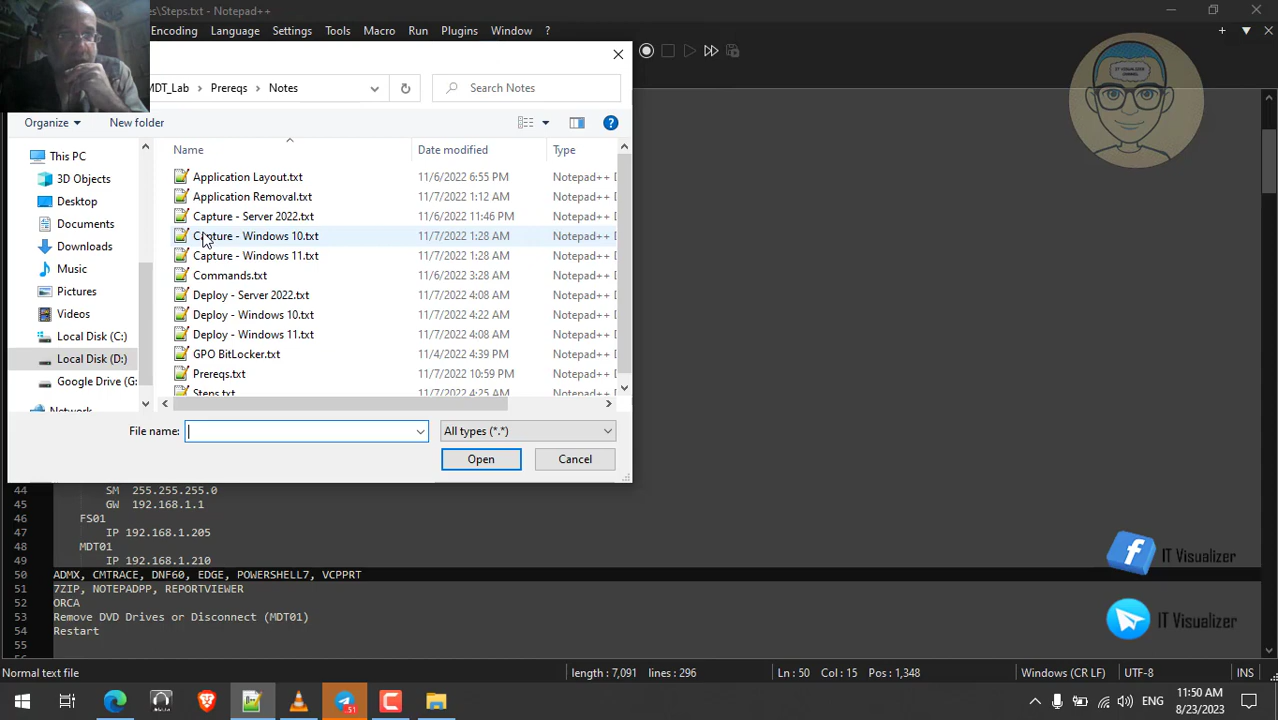 es\Steps.txt - Notepad++
Encoding Language Settings Tools Macro Run Plugins Window ?
MDT_Lab > Prereqs > Notes
Search Notes
Organize New folder
Name Date modified Type
This PC
3D Objects
Desktop
Documents
Downloads
Music
Pictures
Videos
Local Disk (C:)
Local Disk (D:)
Google Drive (G:
Network
Application Layout.txt 11/6/2022 6:55 PM Notepad++ D
Application Removal.txt 11/7/2022 1:12 AM Notepad++ D
Capture - Server 2022.txt 11/6/2022 11:46 PM Notepad++ D
Capture - Windows 10.txt 11/7/2022 1:28 AM Notepad++ D
Capture - Windows 11.txt 11/7/2022 1:28 AM Notepad++ D
Commands.txt 11/6/2022 3:28 AM Notepad++ D
Deploy - Server 2022.txt 11/7/2022 4:08 AM Notepad++ D
Deploy - Windows 10.txt 11/7/2022 4:22 AM Notepad++ D
Deploy - Windows 11.txt 11/7/2022 4:08 AM Notepad++ D
GPO BitLocker.txt 11/4/2022 4:39 PM Notepad++ D
Prereqs.txt 11/7/2022 10:59 PM Notepad++ D
Steps.txt 11/7/2022 4:25 AM Notepad++ D
File name: All types (*.*)
Open Cancel
IT VISUALIZER
CHANNEL
44 SM 255.255.255.0
45 GW 192.168.1.1
46 FS01
47 IP 192.168.1.205
48 MDT01
49 IP 192.168.1.210
50 ADMX, CMTRACE, DNF60, EDGE, POWERSHELL7, VCPPRT
51 7ZIP, NOTEPADPP, REPORTVIEWER
52 ORCA
53 Remove DVD Drives or Disconnect (MDT01)
54 Restart
55
f IT Visualizer
IT Visualizer
Normal text file length : 7,091 lines : 296 Ln : 50 Col : 15 Pos : 1,348 Windows (CR LF) UTF-8 INS
51
ENG
11:50 AM
8/23/2023